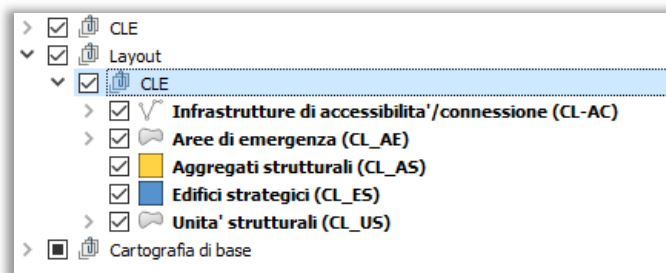 CLE
Layout
CLE
Infrastrutture di accessibilita'/connessione (CL-AC)
Aree di emergenza (CL_AE)
Aggregati strutturali (CL_AS)
Edifici strategici (CL_ES)
Unita' strutturali (CL_US)
Cartografia di base